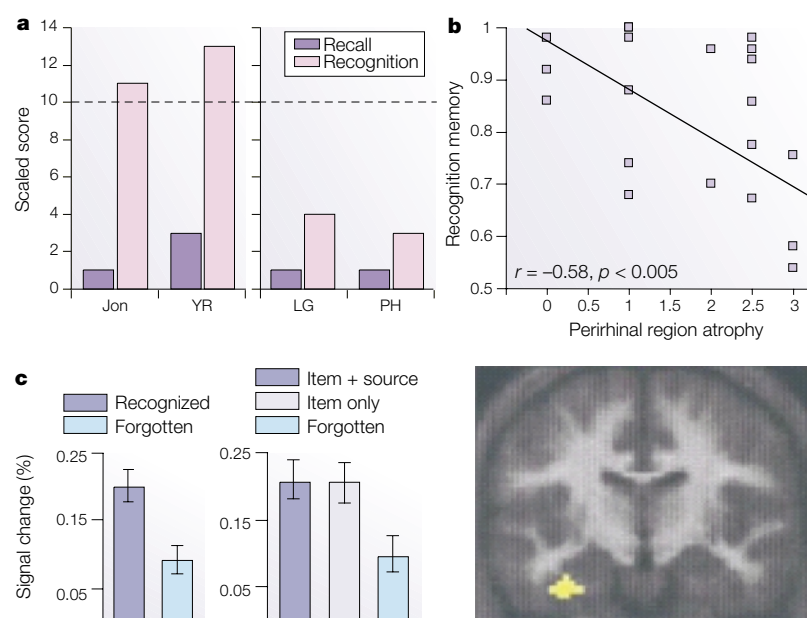 a
14
12
10
8
6
4
2
0
Scaled score
Recall
Recognition
Jon
YR
LG
PH
b
1
0.9
0.8
0.7
0.6
0.5
Recognition memory
r = –0.58, p < 0.005
0 0.5 1 1.5 2 2.5 3
Perirhinal region atrophy
c
Recognized
Forgotten
Item + source
Item only
Forgotten
Signal change (%)
0.25
0.15
0.05
0.25
0.15
0.05